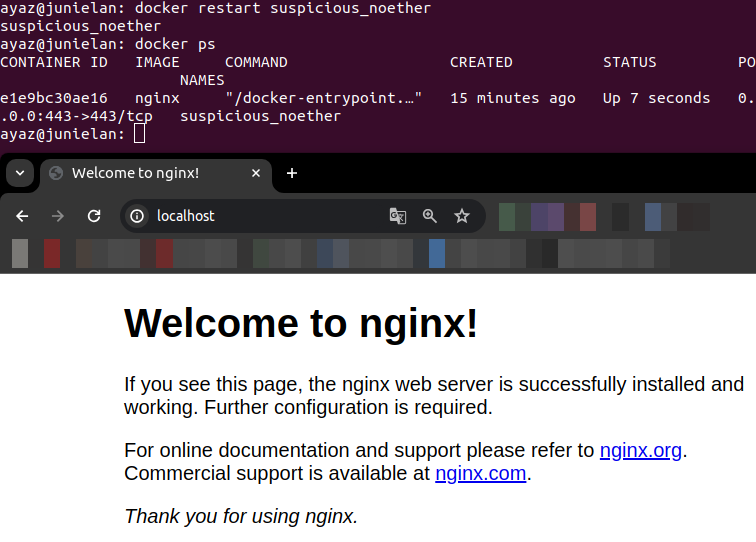 ayaz@junielan: docker restart suspicious_noether
suspicious_noether
ayaz@junielan: docker ps
CONTAINER ID   IMAGE     COMMAND                  CREATED          STATUS         PO
                    NAMES
e1e9bc30ae16   nginx     "/docker-entrypoint.…"   15 minutes ago   Up 7 seconds   0.
.0.0:443->443/tcp   suspicious_noether
ayaz@junielan:
Welcome to nginx!
localhost
Welcome to nginx!
If you see this page, the nginx web server is successfully installed and
working. Further configuration is required.
For online documentation and support please refer to nginx.org.
Commercial support is available at nginx.com.
Thank you for using nginx.